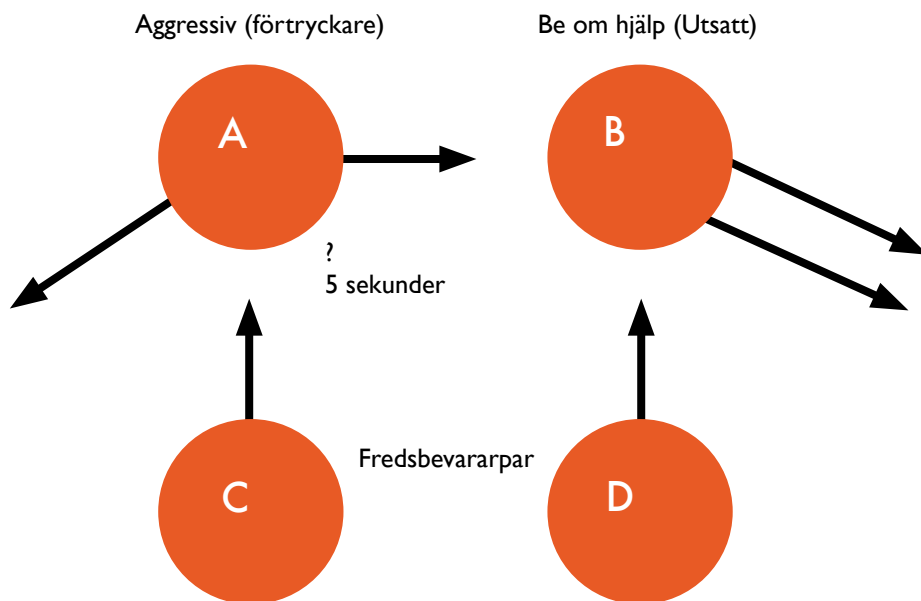 Aggressiv (förtryckare)
Be om hjälp (Utsatt)
A
B
?
5 sekunder
Fredsbevararpar
C
D